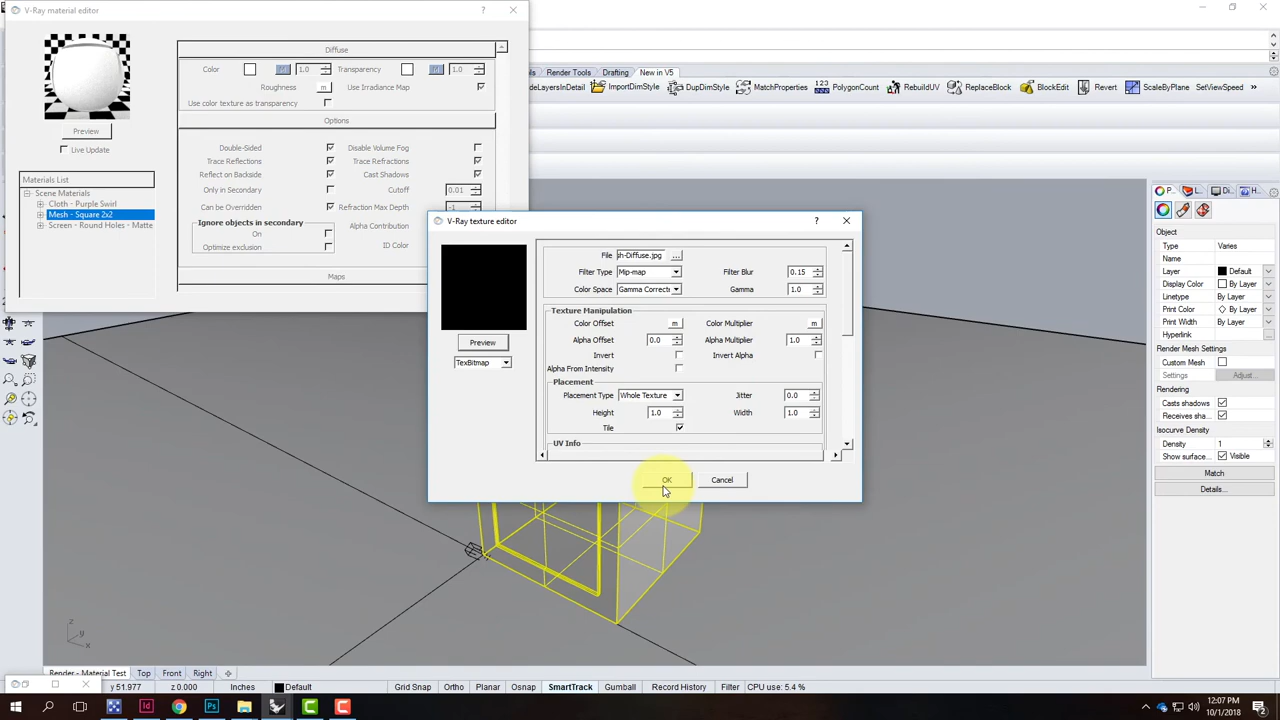 V-Ray material editor
?
Diffuse
Color
1.0
Transparency
1.0
Roughness
m
Use Irradiance Map
Use color texture as transparency
Preview
Live Update
Options
Double-Sided
Disable Volume Fog
Trace Reflections
Trace Refractions
Reflect on Backside
Cast Shadows
Only in Secondary
Cutoff
0.01
Can be Overridden
Refraction Max Depth
-1
Ignore objects in secondary
On
Alpha Contribution
Optimize exclusion
ID Color
Maps
Materials List
Scene Materials
Cloth - Purple Swirl
Mesh - Square 2x2
Screen - Round Holes - Matte
Render Tools
Drafting
New in V5
ImportDimStyle
DupDimStyle
MatchProperties
PolygonCount
RebuildUV
ReplaceBlock
BlockEdit
Revert
ScaleByPlane
SetViewSpeed
V-Ray texture editor
?
File
sh-Diffuse.jpg
...
Filter Type
Mip-map
Filter Blur
0.15
Color Space
Gamma Correct
Gamma
1.0
Texture Manipulation
Color Offset
m
Color Multiplier
m
Alpha Offset
0.0
Alpha Multiplier
1.0
Invert
Invert Alpha
Alpha From Intensity
Placement
Placement Type
Whole Texture
Jitter
0.0
Height
1.0
Width
1.0
Tile
UV Info
Preview
TexBitmap
OK
Cancel
P...
L...
Di...
H...
Object
Type
Varies
Name
Layer
Default
Display Color
By Layer
Linetype
By Layer
Print Color
By Layer
Print Width
By Layer
Hyperlink
...
Render Mesh Settings
Custom Mesh
Settings
Adjust...
Rendering
Casts shadows
Receives sha...
Isocurve Density
Density
1
Show surface...
Visible
Match
Details...
z
y
x
Render - Material Test
Top
Front
Right
y 51.977
z 0.000
Inches
Default
Grid Snap
Ortho
Planar
Osnap
SmartTrack
Gumball
Record History
Filter
CPU use: 5.4 %
12:07 PM
10/1/2018